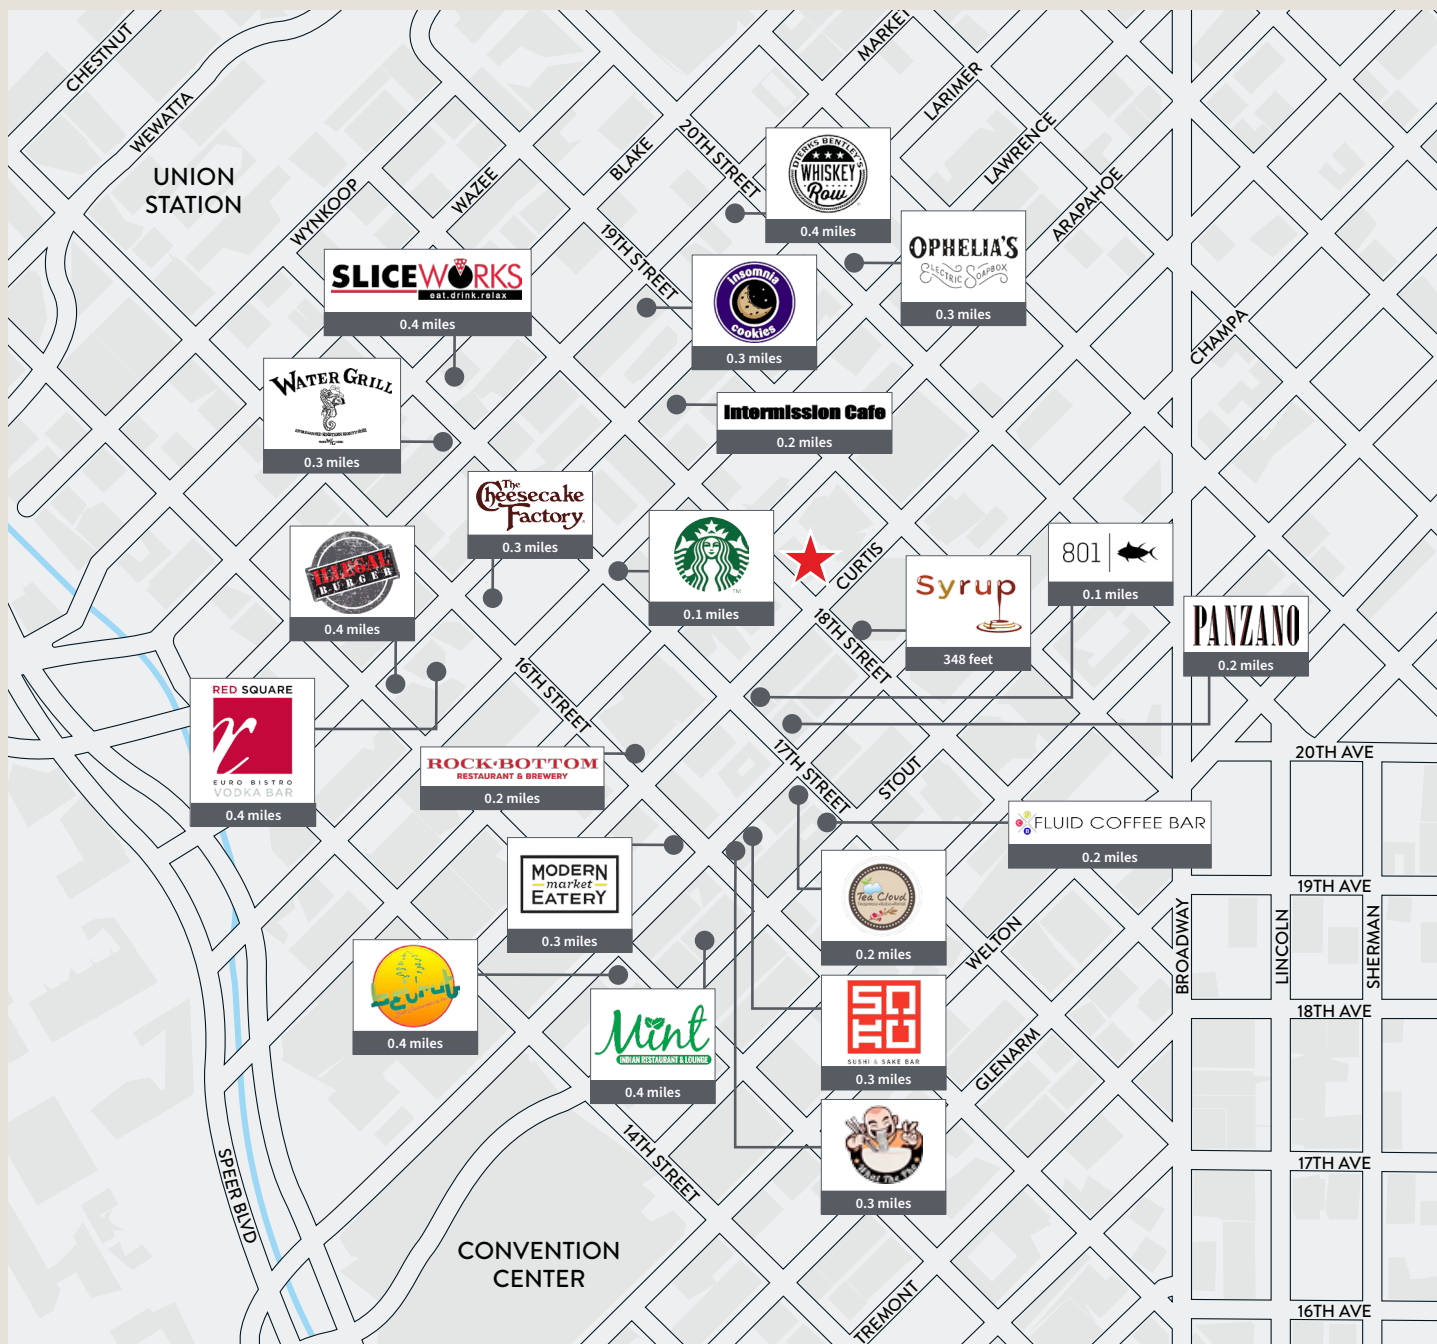 CHESTNUT
WEWATTA
UNION
STATION
WYNKOOP
WAZEE
BLAKE
MARKET
LARIMER
LAWRENCE
ARAPAHOE
CHAMPA
20TH STREET
19TH STREET
DIERKS BENTLEY'S
WHISKEY
Row
0.4 miles
OPHELIA'S
ELECTRIC SOAPBOX
0.3 miles
SLICEWORKS
eat.drink.relax
0.4 miles
insomnia
cookies
0.3 miles
WATER GRILL
0.3 miles
Intermission Cafe
0.2 miles
The
Cheesecake
Factory
0.3 miles
0.1 miles
TM
CURTIS
18TH STREET
Syrup
348 feet
801
0.1 miles
PANZANO
0.2 miles
ILLEGAL
BURGER
0.4 miles
RED SQUARE
r
EURO BISTRO
VODKA BAR
0.4 miles
16TH STREET
ROCK·BOTTOM
RESTAURANT & BREWERY
0.2 miles
17TH STREET
STOUT
20TH AVE
FLUID COFFEE BAR
0.2 miles
MODERN
market
EATERY
0.3 miles
Tea Cloud
0.2 miles
19TH AVE
BROADWAY
LINCOLN
SHERMAN
WELTON
0.4 miles
Mint
INDIAN RESTAURANT & LOUNGE
0.4 miles
SOHO
SUSHI & SAKE BAR
0.3 miles
18TH AVE
GLENARM
What The Pho
0.3 miles
14TH STREET
SPEER BLVD
17TH AVE
CONVENTION
CENTER
TREMONT
16TH AVE